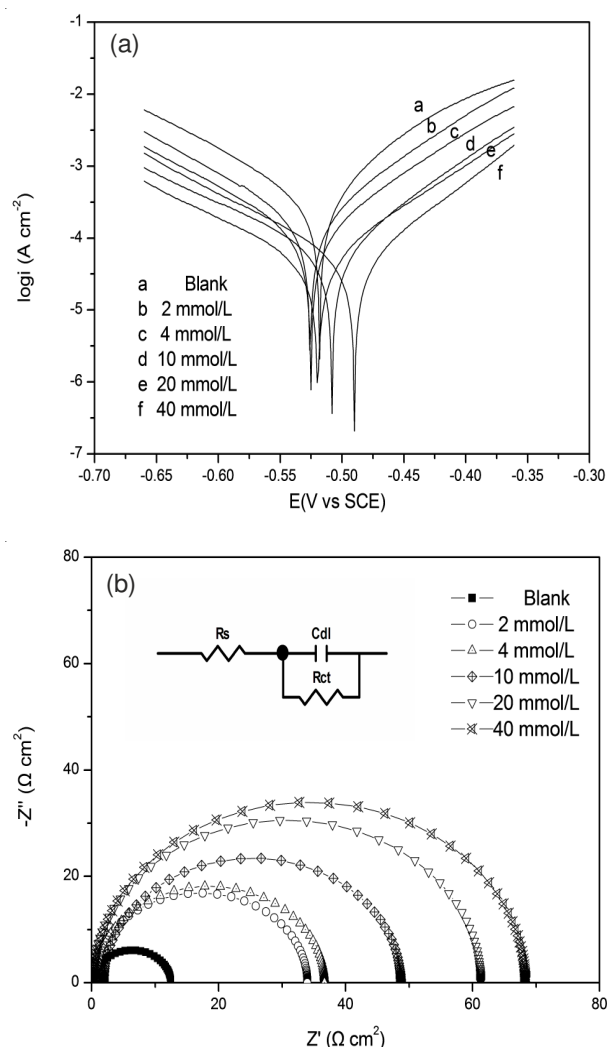 (a)
-1
-2
-3
-4
-5
-6
-7
logi (A cm-2)
a
b
c
d
e
f
a Blank
b 2 mmol/L
c 4 mmol/L
d 10 mmol/L
e 20 mmol/L
f 40 mmol/L
-0.70 -0.65 -0.60 -0.55 -0.50 -0.45 -0.40 -0.35 -0.30
E(V vs SCE)
(b)
80
60
40
20
0
-Z'' (Ω cm2)
Rs
Cdl
Rct
Blank
2 mmol/L
4 mmol/L
10 mmol/L
20 mmol/L
40 mmol/L
0 20 40 60 80
Z' (Ω cm2)